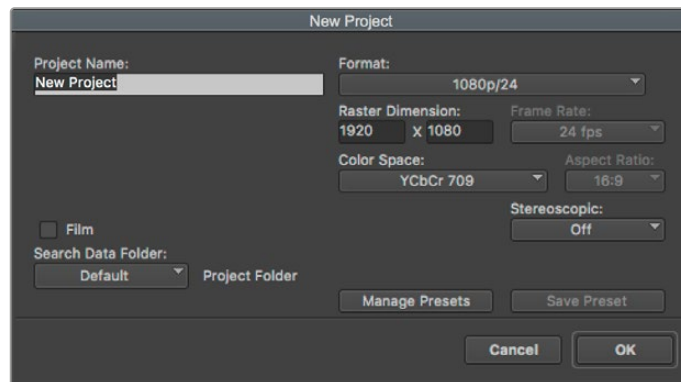 New Project
Project Name:
New Project
Format:
1080p/24
Raster Dimension:
1920 x 1080
Frame Rate:
24 fps
Color Space:
YCbCr 709
Aspect Ratio:
16:9
Stereoscopic:
Off
Film
Search Data Folder:
Default
Project Folder
Manage Presets
Save Preset
Cancel
OK